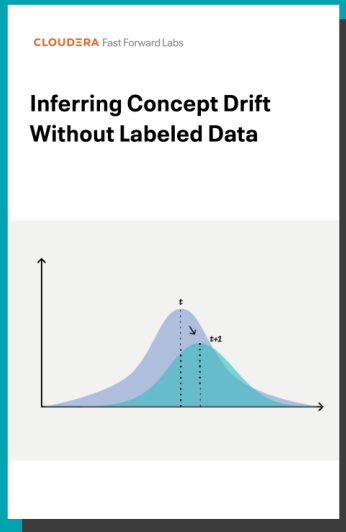 CLOUDERA Fast Forward Labs
Inferring Concept Drift
Without Labeled Data
t
t+1